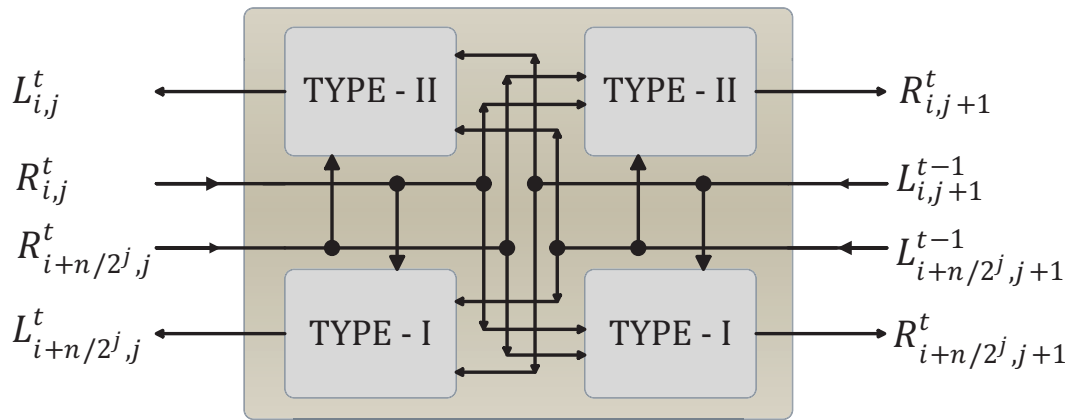 L^t_{i,j} TYPE - II TYPE - II R^t_{i,j+1}
R^t_{i,j} L^{t−1}_{i,j+1}
R^t_{i+n/2^j,j} L^{t−1}_{i+n/2^j,j+1}
L^t_{i+n/2^j,j} TYPE - I TYPE - I R^t_{i+n/2^j,j+1}